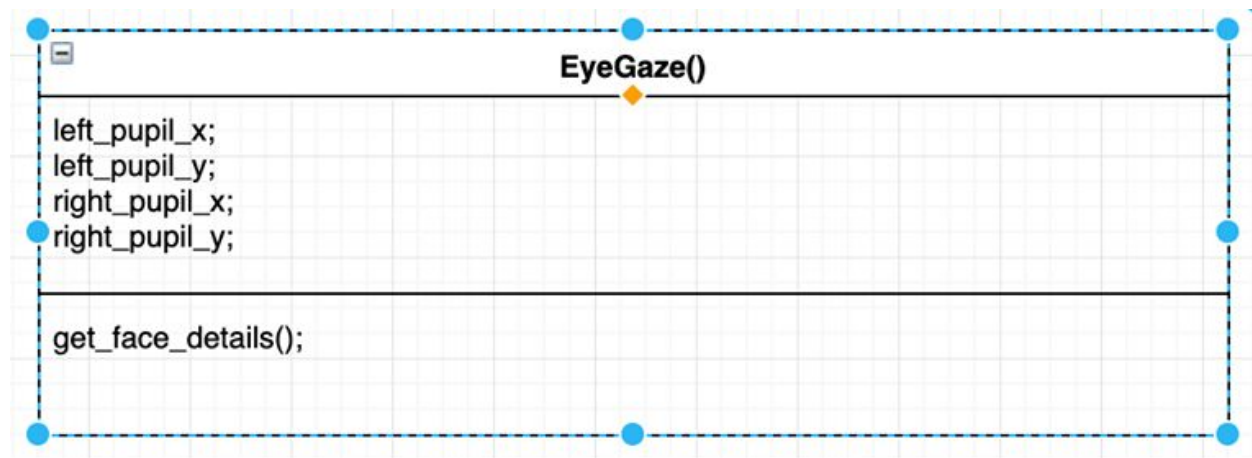 EyeGaze()
left_pupil_x;
left_pupil_y;
right_pupil_x;
right_pupil_y;
get_face_details();